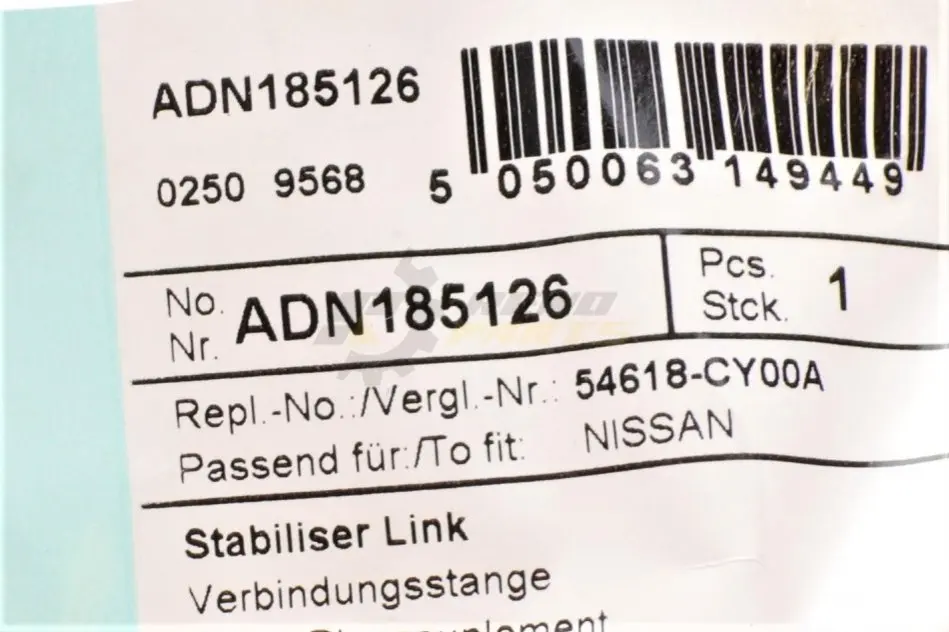 ADN185126
0250 9568
5 050063 149449
No.
Nr. ADN185126
Pcs.
Stck. 1
Repl.-No.:/Vergl.-Nr.: 54618-CY00A
Passend für:/To fit: NISSAN
Stabiliser Link
Verbindungsstange